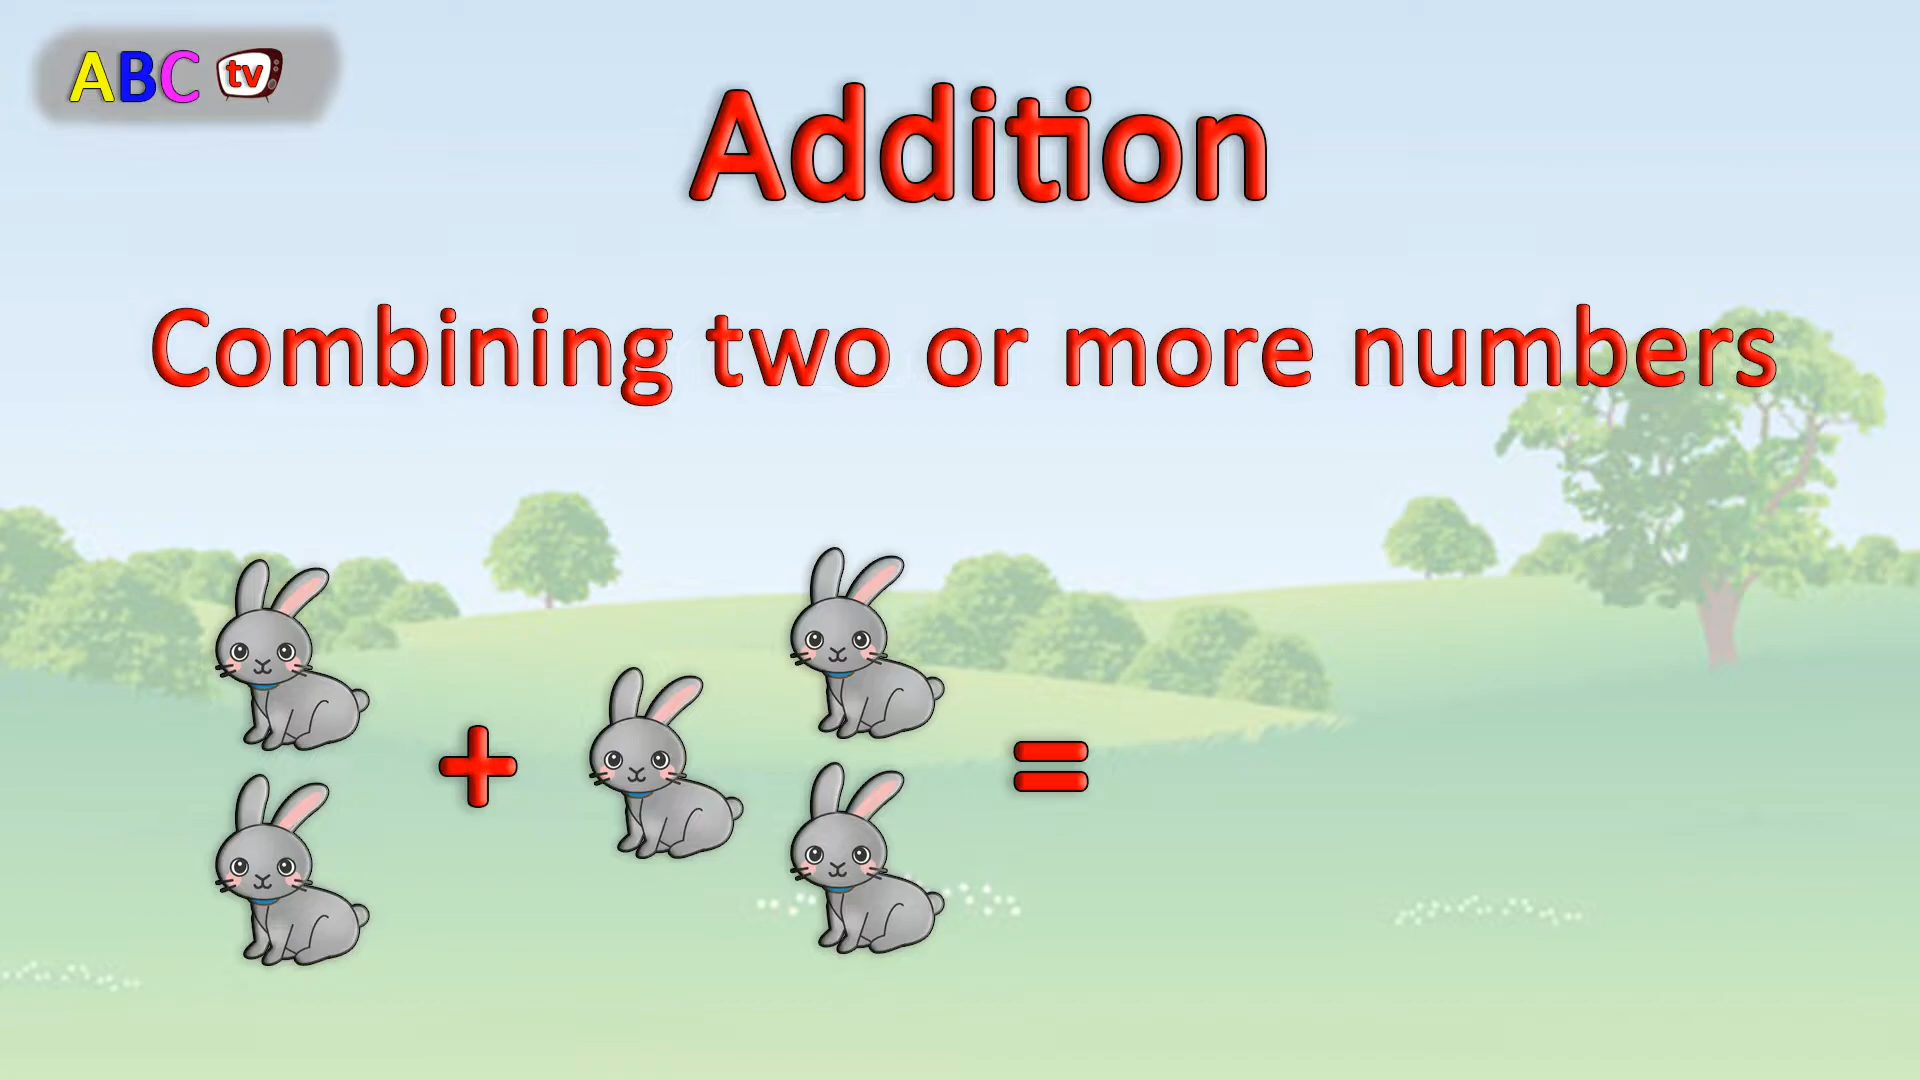 ABC tv
Addition
Combining two or more numbers
+ =